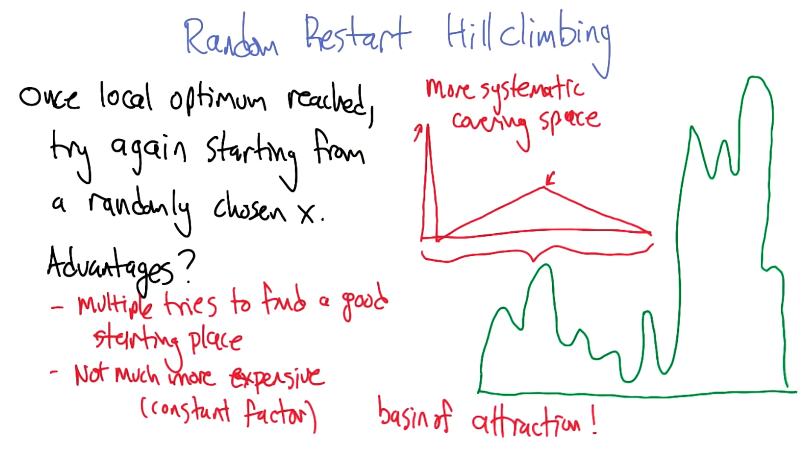 Random Restart Hillclimbing
Once local optimum reached,
try again starting from
a randomly chosen x.
Advantages?
- Multiple tries to find a good
starting place
- Not much more expensive
(constant factor)
more systematic
covering space
basin of attraction!